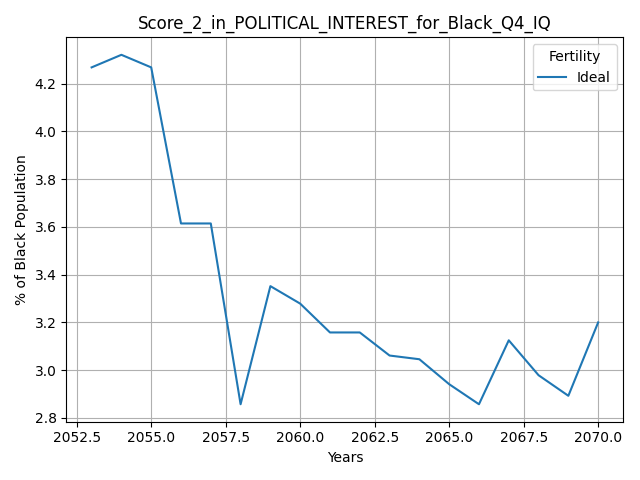 Score_2_in_POLITICAL_INTEREST_for_Black_Q4_IQ
Fertility
Ideal
% of Black Population
4.2
4.0
3.8
3.6
3.4
3.2
3.0
2.8
2052.5 2055.0 2057.5 2060.0 2062.5 2065.0 2067.5 2070.0
Years